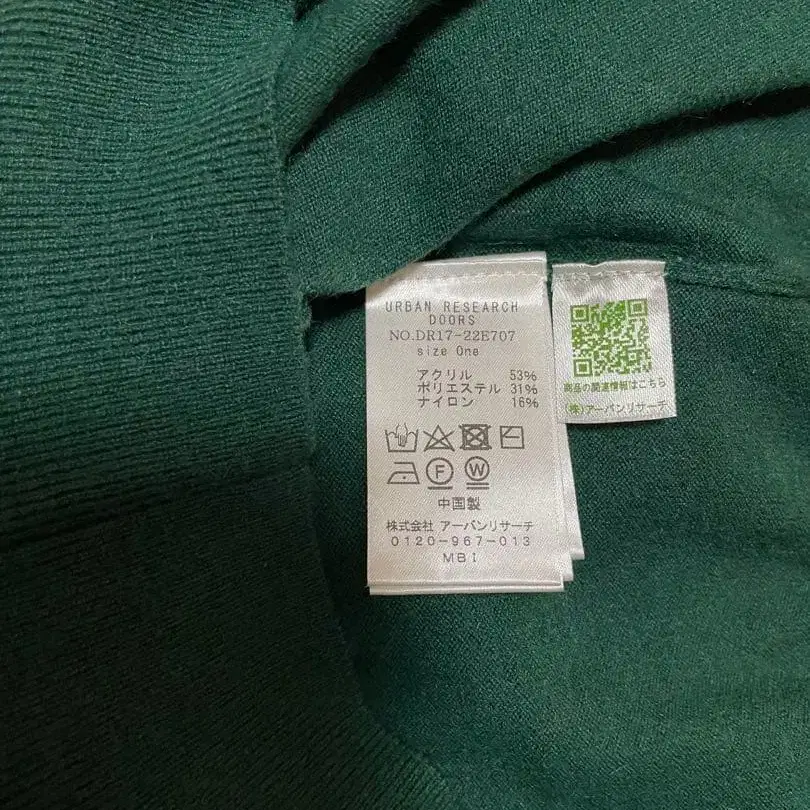 URBAN RESEARCH
DOORS
NO.DR17-22E707
size One
アクリル 53%
ポリエステル 31%
ナイロン 16%
F W
中国製
株式会社 アーバンリサーチ
0120-967-013
MBI
商品の関連情報はこちら
(株)アーバンリサーチ